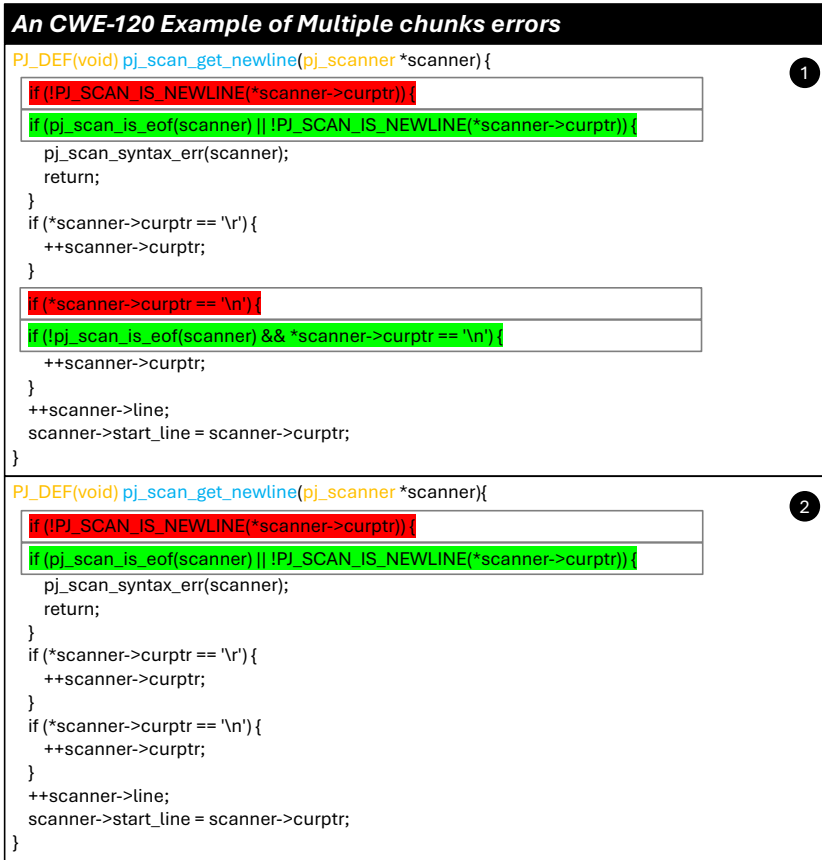 An CWE-120 Example of Multiple chunks errors
PJ_DEF(void) pj_scan_get_newline(pj_scanner *scanner) {
1
if (!PJ_SCAN_IS_NEWLINE(*scanner->curptr)) {
if (pj_scan_is_eof(scanner) || !PJ_SCAN_IS_NEWLINE(*scanner->curptr)) {
pj_scan_syntax_err(scanner);
return;
}
if (*scanner->curptr == '\r') {
++scanner->curptr;
}
if (*scanner->curptr == '\n') {
if (!pj_scan_is_eof(scanner) && *scanner->curptr == '\n') {
++scanner->curptr;
}
++scanner->line;
scanner->start_line = scanner->curptr;
}
PJ_DEF(void) pj_scan_get_newline(pj_scanner *scanner){
2
if (!PJ_SCAN_IS_NEWLINE(*scanner->curptr)) {
if (pj_scan_is_eof(scanner) || !PJ_SCAN_IS_NEWLINE(*scanner->curptr)) {
pj_scan_syntax_err(scanner);
return;
}
if (*scanner->curptr == '\r') {
++scanner->curptr;
}
if (*scanner->curptr == '\n') {
++scanner->curptr;
}
++scanner->line;
scanner->start_line = scanner->curptr;
}